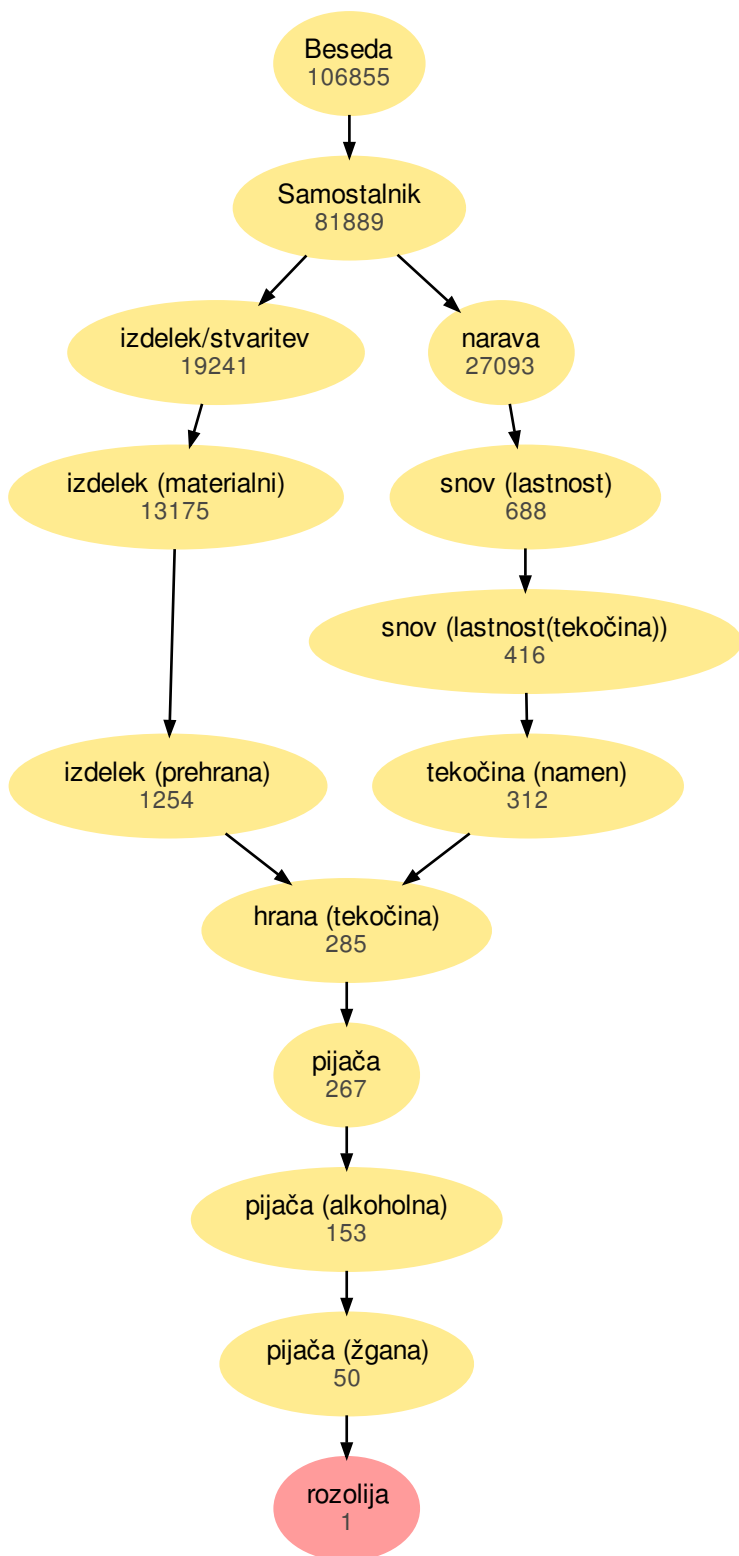 Beseda
106855
Samostalnik
81889
izdelek/stvaritev
19241
narava
27093
izdelek (materialni)
13175
snov (lastnost)
688
snov (lastnost(tekočina))
416
izdelek (prehrana)
1254
tekočina (namen)
312
hrana (tekočina)
285
pijača
267
pijača (alkoholna)
153
pijača (žgana)
50
rozolija
1